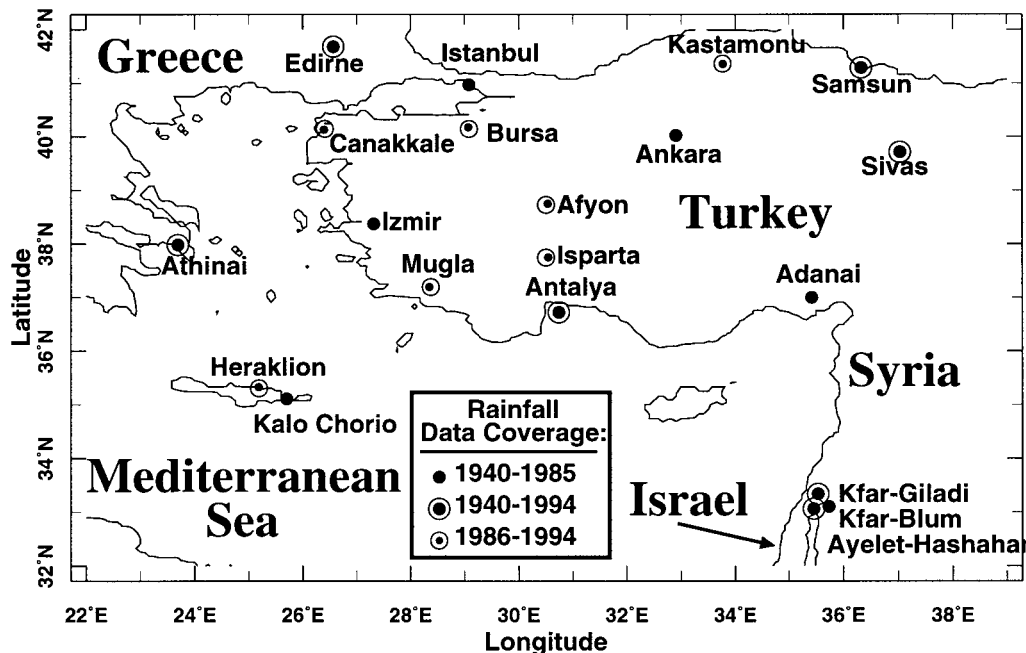 42°N
Greece
Edirne
Istanbul
Kastamonu
Samsun
40°N
Canakkale
Bursa
Ankara
Sivas
Afyon
Turkey
Izmir
38°N
Athinai
Mugla
Isparta
Antalya
Adanai
Latitude
36°N
Heraklion
Syria
Kalo Chorio
Rainfall
Data Coverage:
1940-1985
1940-1994
1986-1994
34°N
Mediterranean
Sea
Israel
Kfar-Giladi
Kfar-Blum
Ayelet-Hashahar
32°N
22°E 24°E 26°E 28°E 30°E 32°E 34°E 36°E 38°E
Longitude